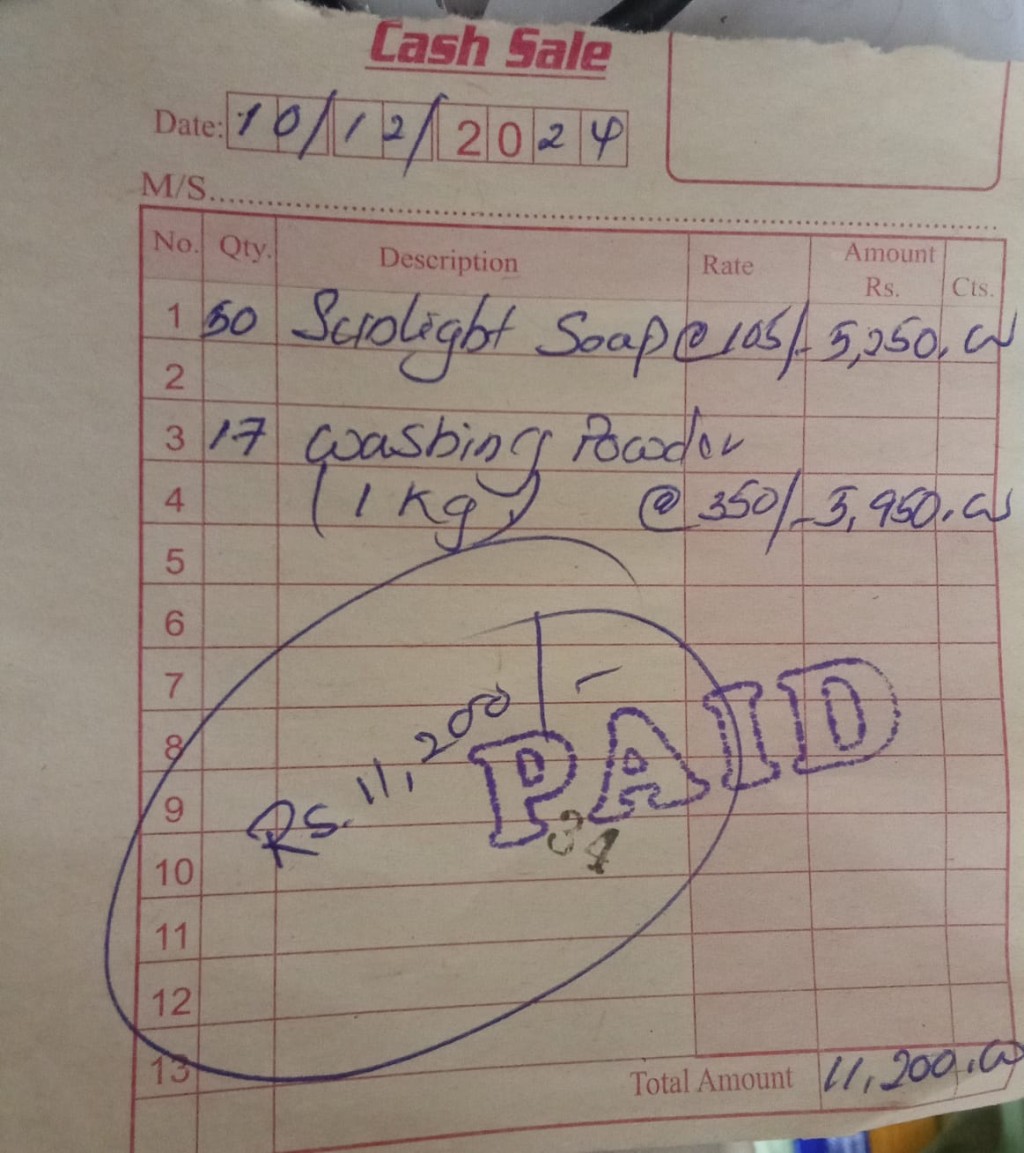 Cash Sale
Date: 10/12/2024
M/S
No. Qty. Description Rate Amount Rs. Cts.
1 50 Sunlight Soap @ 105/- 5,250.00
2
3 17 Washing Powder
4 (1 Kg) @ 350/- 5,950.00
5
6
7
8
9
10
11
12
13
Rs. 11,200
PAID
34
Total Amount 11,200.00